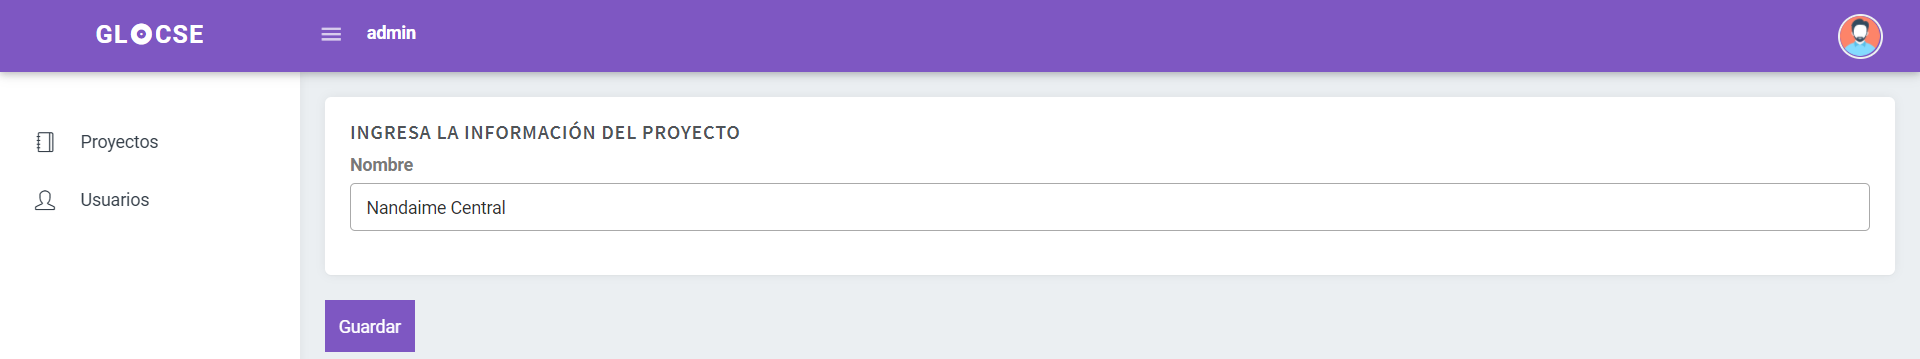 GLOCSE
admin
Proyectos
Usuarios
INGRESA LA INFORMACIÓN DEL PROYECTO
Nombre
Nandaime Central
Guardar